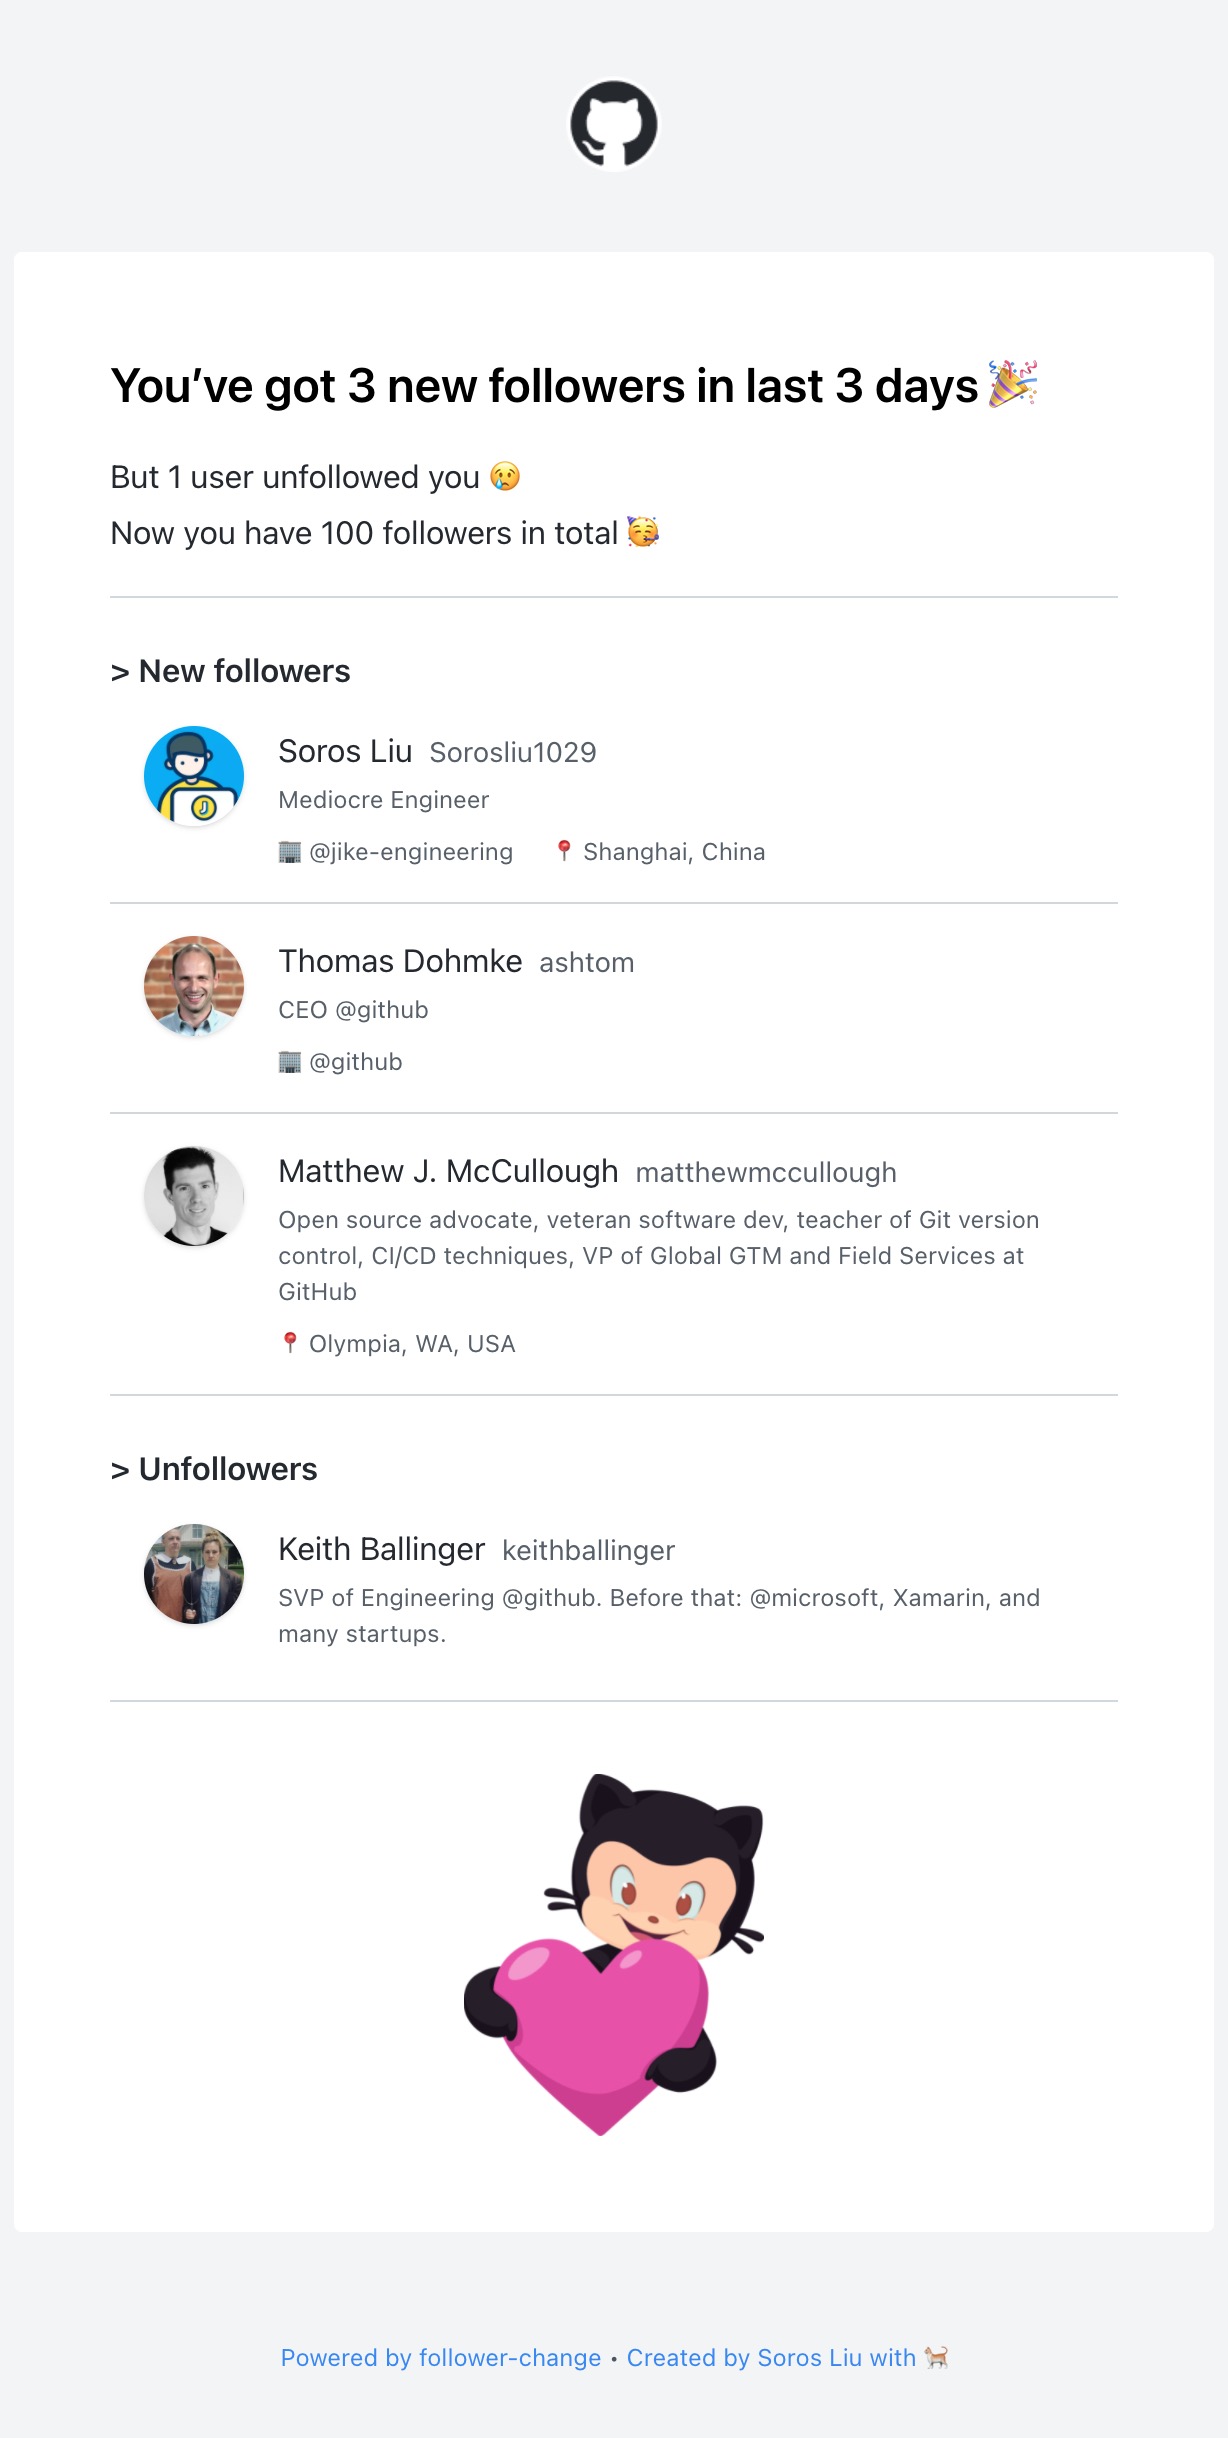 You’ve got 3 new followers in last 3 days 🎉
But 1 user unfollowed you 😢
Now you have 100 followers in total 🥳
> New followers
Soros Liu Sorosliu1029
Mediocre Engineer
🏢 @jike-engineering 📍 Shanghai, China
Thomas Dohmke ashtom
CEO @github
🏢 @github
Matthew J. McCullough matthewmccullough
Open source advocate, veteran software dev, teacher of Git version
control, CI/CD techniques, VP of Global GTM and Field Services at
GitHub
📍 Olympia, WA, USA
> Unfollowers
Keith Ballinger keithballinger
SVP of Engineering @github. Before that: @microsoft, Xamarin, and
many startups.
Powered by follower-change • Created by Soros Liu with 🐈